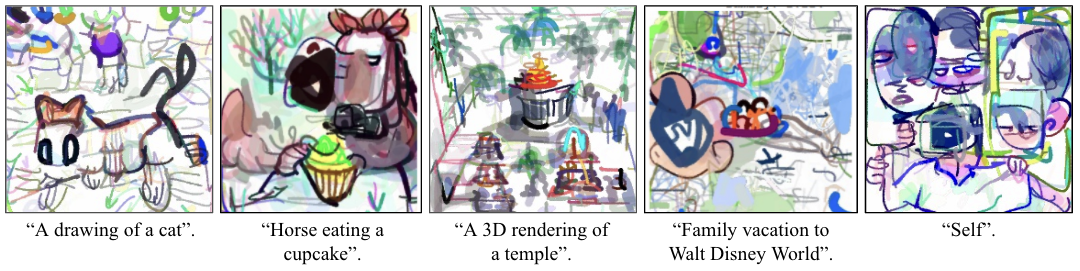 “A drawing of a cat”.
“Horse eating a
cupcake”.
“A 3D rendering of
a temple”.
“Family vacation to
Walt Disney World”.
“Self”.